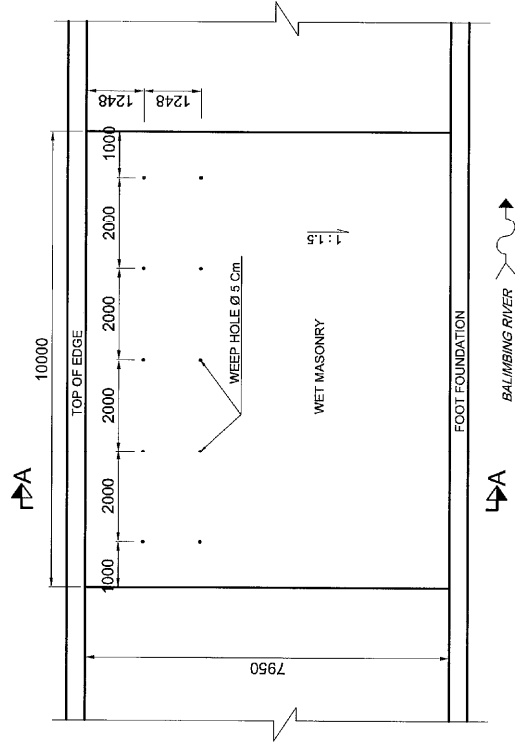 A
A
10000
TOP OF EDGE
1000
2000
2000
2000
2000
1000
1248
1248
WEEP HOLE Ø 5 Cm
1 : 1.5
WET MASONRY
7950
FOOT FOUNDATION
BALIMBING RIVER